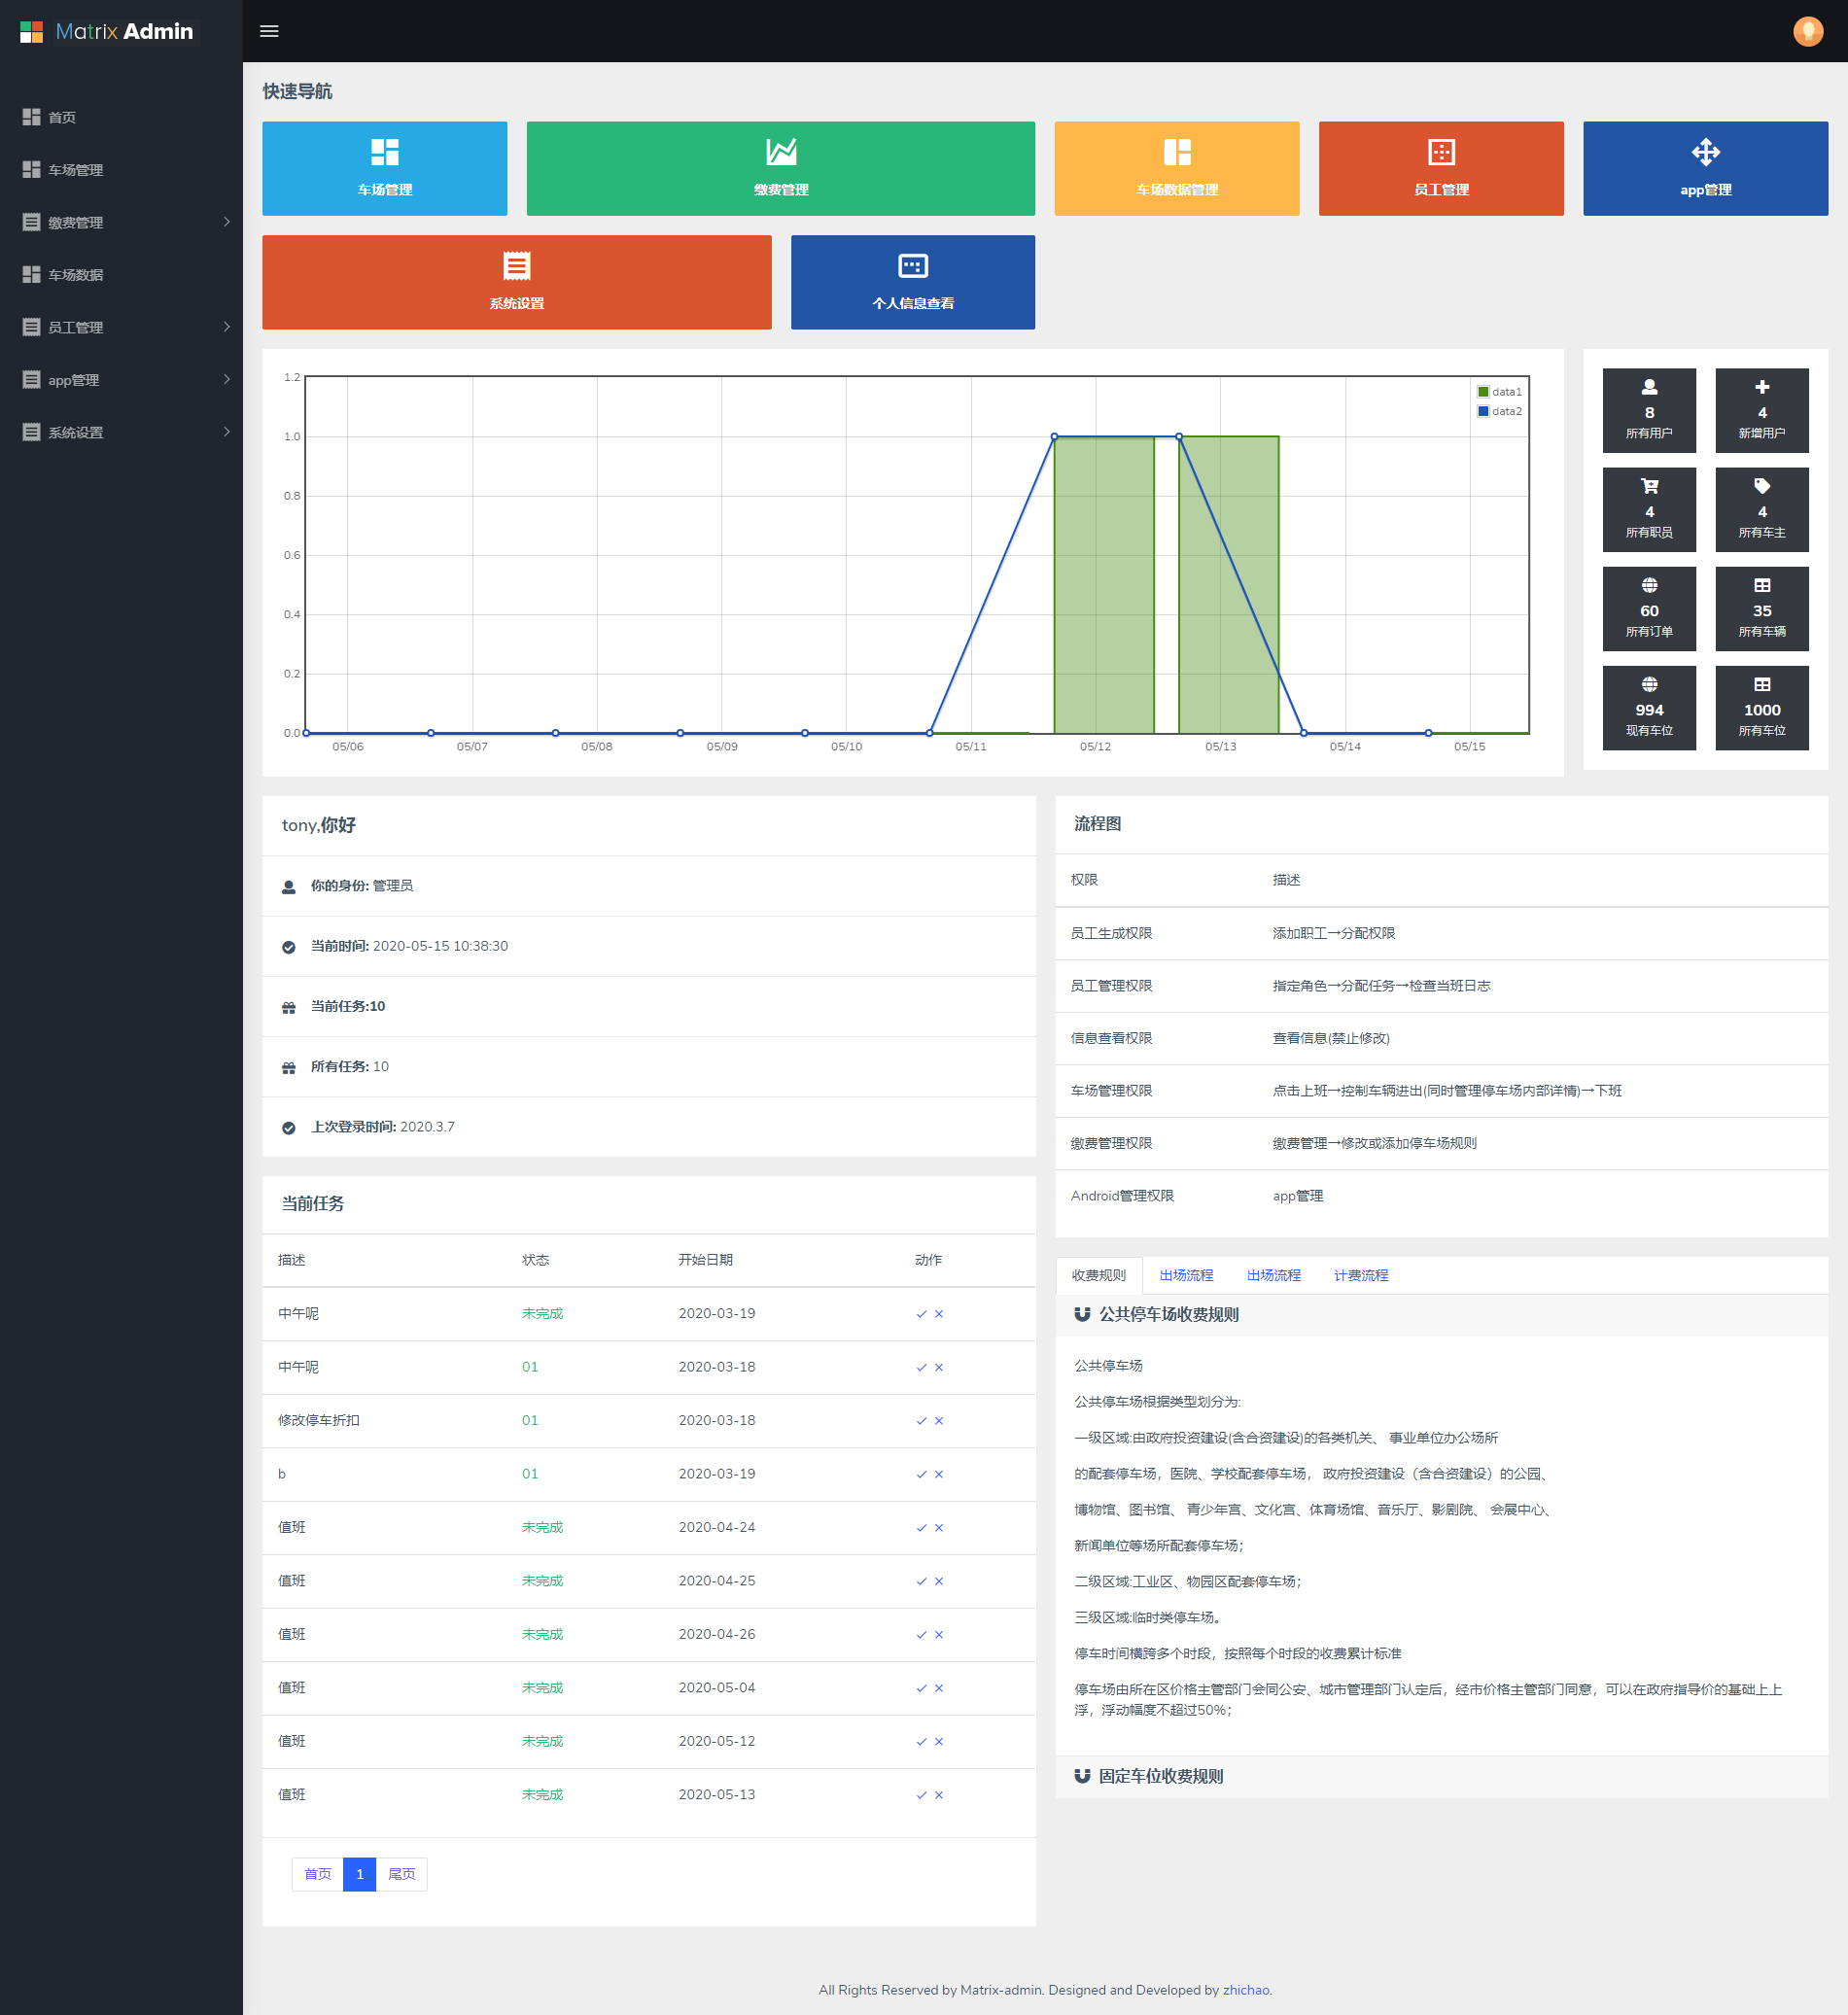 Matrix Admin
首页
车场管理
缴费管理
车场数据
员工管理
app管理
系统设置
快速导航
车场管理
缴费管理
车场数据管理
员工管理
app管理
系统设置
个人信息查看
1.2
1.0
0.8
0.6
0.4
0.2
0.0
05/06 05/07 05/08 05/09 05/10 05/11 05/12 05/13 05/14 05/15
data1
data2
8
所有用户
4
新增用户
4
所有职员
4
所有车主
60
所有订单
35
所有车辆
994
现有车位
1000
所有车位
tony,你好
你的身份: 管理员
当前时间: 2020-05-15 10:38:30
当前任务:10
所有任务: 10
上次登录时间: 2020.3.7
当前任务
描述 状态 开始日期 动作
中午呢 未完成 2020-03-19
中午呢 01 2020-03-18
修改停车折扣 01 2020-03-18
b 01 2020-03-19
值班 未完成 2020-04-24
值班 未完成 2020-04-25
值班 未完成 2020-04-26
值班 未完成 2020-05-04
值班 未完成 2020-05-12
值班 未完成 2020-05-13
首页 1 尾页
流程图
权限 描述
员工生成权限 添加职工→分配权限
员工管理权限 指定角色→分配任务→检查当班日志
信息查看权限 查看信息(禁止修改)
车场管理权限 点击上班→控制车辆进出(同时管理停车场内部详情)→下班
缴费管理权限 缴费管理→修改或添加停车场规则
Android管理权限 app管理
收费规则 出场流程 出场流程 计费流程
公共停车场收费规则
公共停车场
公共停车场根据类型划分为:
一级区域:由政府投资建设(含合资建设)的各类机关、 事业单位办公场所
的配套停车场，医院、学校配套停车场， 政府投资建设（含合资建设）的公园、
博物馆、图书馆、 青少年宫、文化宫、体育场馆、音乐厅、影剧院、 会展中心、
新闻单位等场所配套停车场；
二级区域:工业区、物园区配套停车场；
三级区域:临时类停车场。
停车时间横跨多个时段，按照每个时段的收费累计标准
停车场由所在区价格主管部门会同公安、城市管理部门认定后，经市价格主管部门同意，可以在政府指导价的基础上上
浮，浮动幅度不超过50%；
固定车位收费规则
All Rights Reserved by Matrix-admin. Designed and Developed by zhichao.